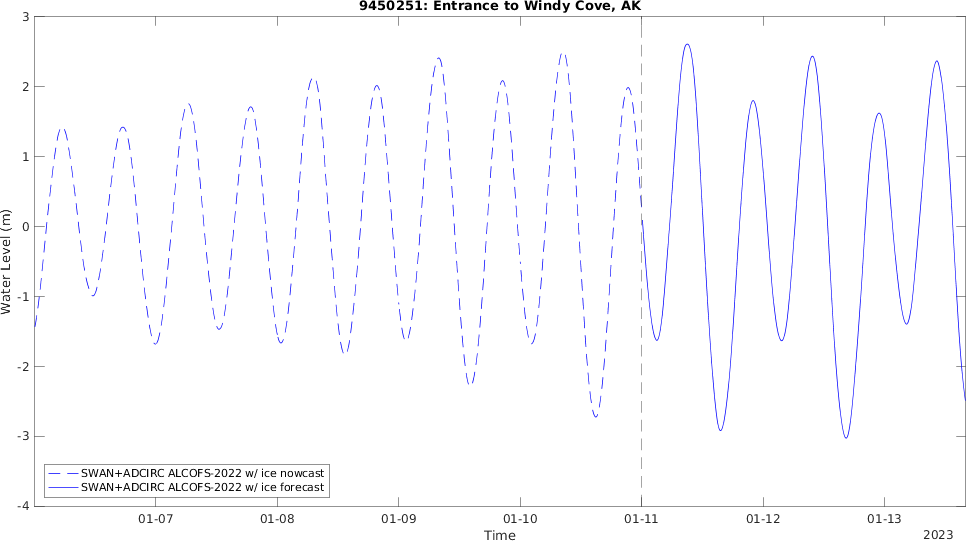 9450251: Entrance to Windy Cove, AK
3
2
1
0
-1
-2
-3
-4
Water Level (m)
SWAN+ADCIRC ALCOFS-2022 w/ ice nowcast
SWAN+ADCIRC ALCOFS-2022 w/ ice forecast
01-07 01-08 01-09 01-10 01-11 01-12 01-13
Time
2023